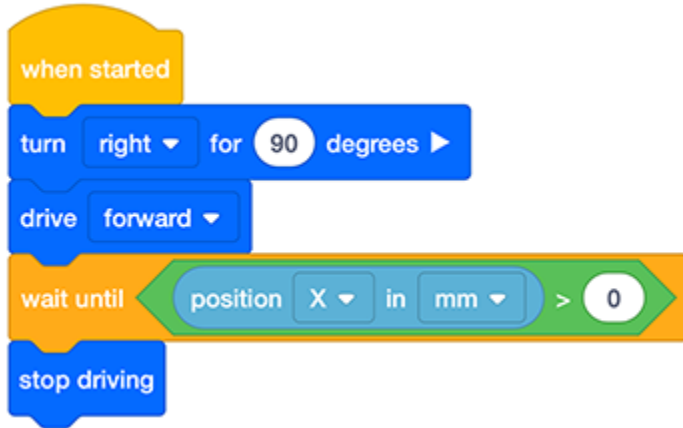 when started
turn right for 90 degrees
drive forward
wait until position X in mm > 0
stop driving